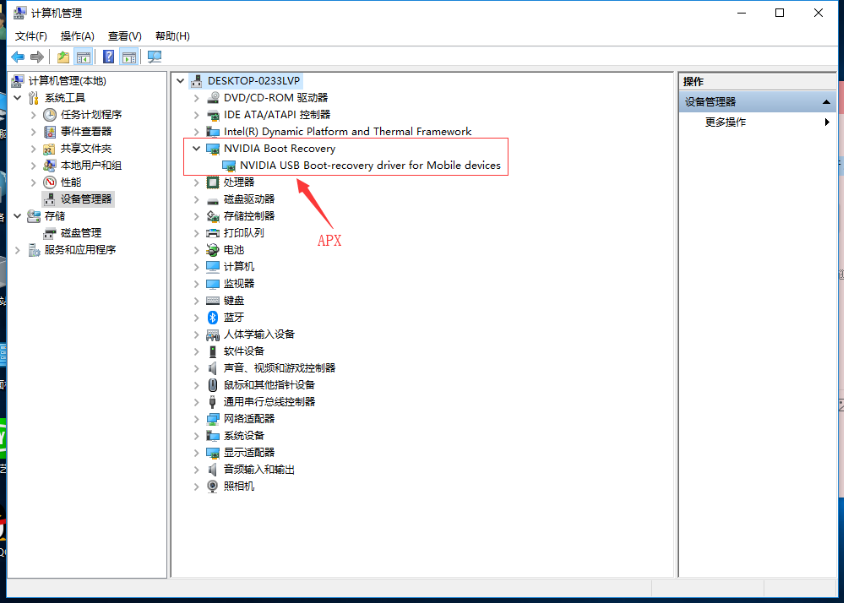 计算机管理
文件(F) 操作(A) 查看(V) 帮助(H)
计算机管理(本地)
系统工具
任务计划程序
事件查看器
共享文件夹
本地用户和组
性能
设备管理器
存储
磁盘管理
服务和应用程序
DESKTOP-0233LVP
DVD/CD-ROM 驱动器
IDE ATA/ATAPI 控制器
Intel(R) Dynamic Platform and Thermal Framework
NVIDIA Boot Recovery
NVIDIA USB Boot-recovery driver for Mobile devices
处理器
磁盘驱动器
存储控制器
打印队列
电池
计算机
监视器
键盘
蓝牙
人体学输入设备
软件设备
声音、视频和游戏控制器
鼠标和其他指针设备
通用串行总线控制器
网络适配器
系统设备
显示适配器
音频输入和输出
照相机
APX
操作
设备管理器
更多操作